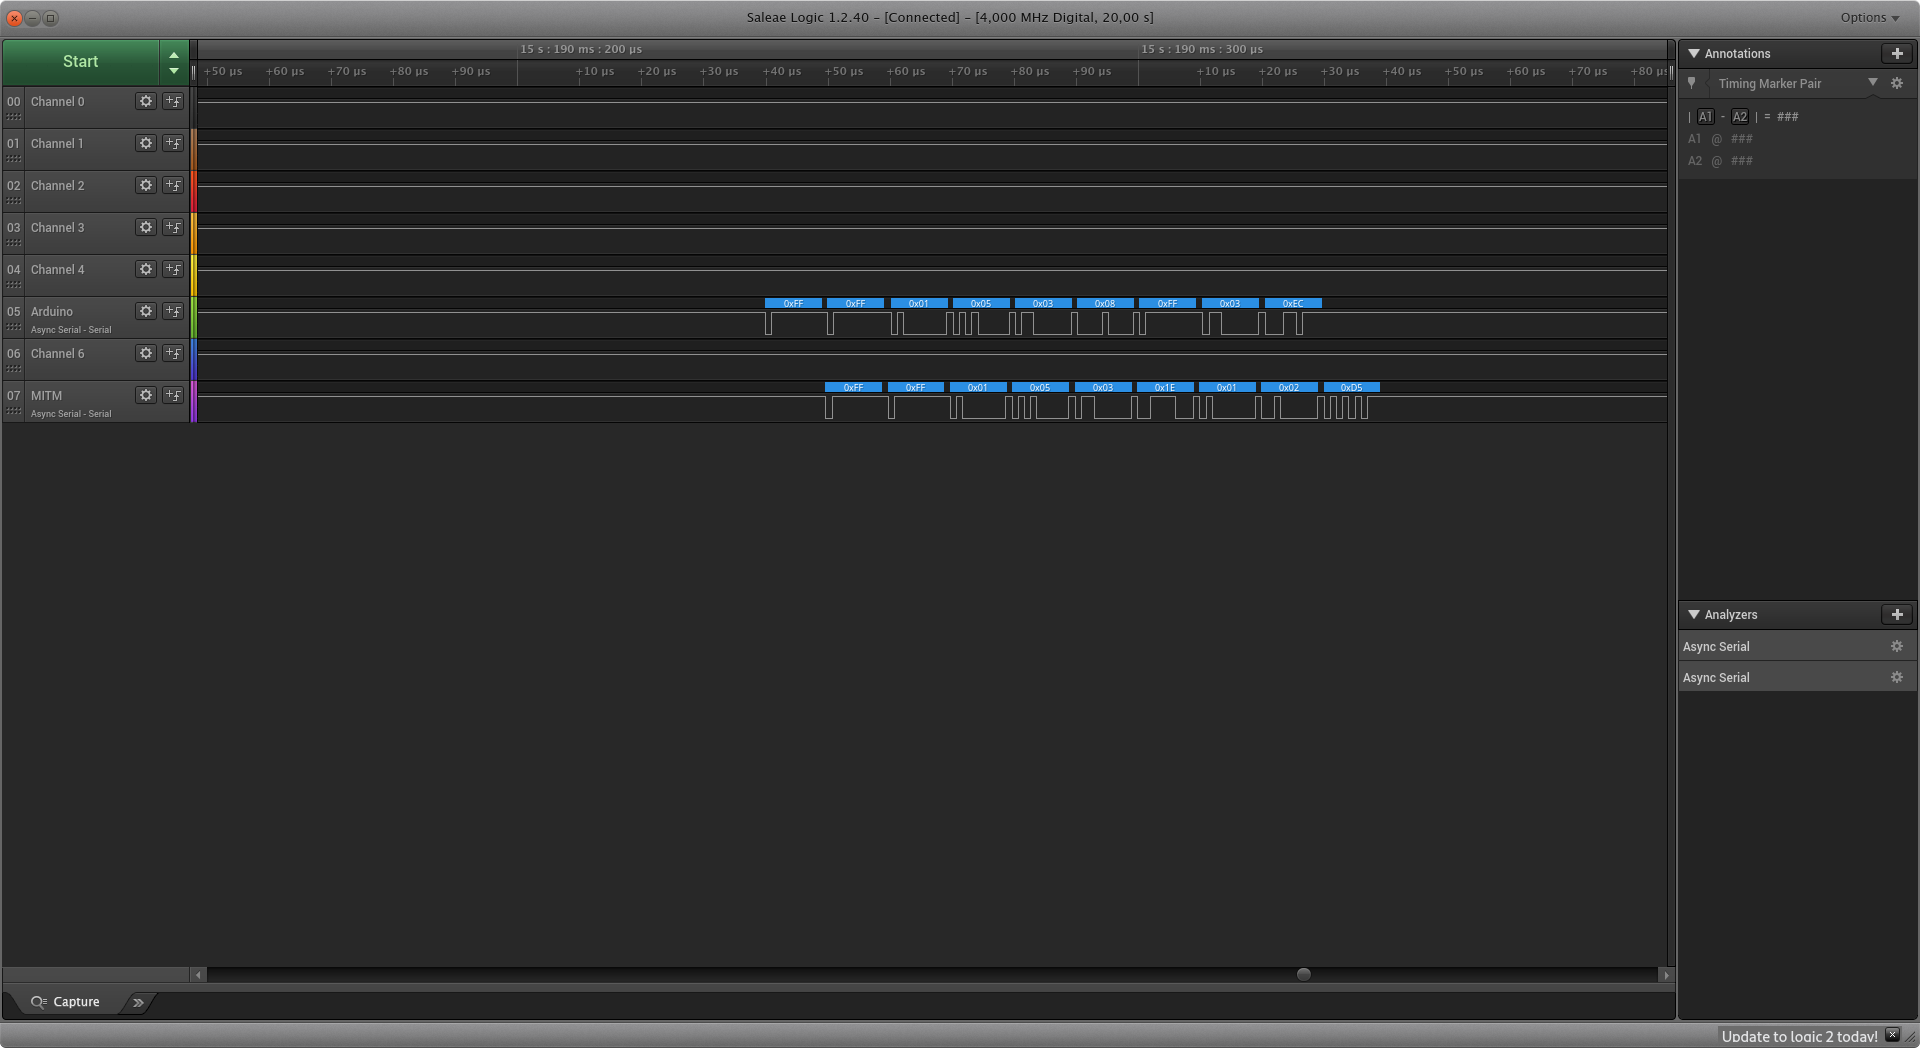 Saleae Logic 1.2.40 – [Connected] – [4,000 MHz Digital, 20,00 s]
Options
Start
15 s : 190 ms : 200 µs
15 s : 190 ms : 300 µs
+50 µs +60 µs +70 µs +80 µs +90 µs +10 µs +20 µs +30 µs +40 µs +50 µs +60 µs +70 µs +80 µs +90 µs +10 µs +20 µs +30 µs +40 µs +50 µs +60 µs +70 µs +80 µs
00 Channel 0
01 Channel 1
02 Channel 2
03 Channel 3
04 Channel 4
05 Arduino
Async Serial - Serial
0xFF 0xFF 0x01 0x05 0x03 0x08 0xFF 0x03 0xEC
06 Channel 6
07 MITM
Async Serial - Serial
0xFF 0xFF 0x01 0x05 0x03 0x1E 0x01 0x02 0xD5
Annotations
Timing Marker Pair
| A1 - A2 | = ###
A1 @ ###
A2 @ ###
Analyzers
Async Serial
Async Serial
Capture
Update to logic 2 today!